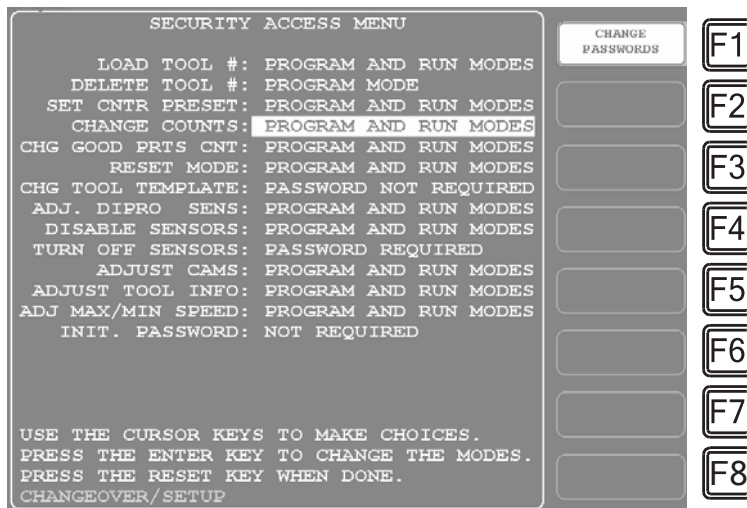 SECURITY ACCESS MENU
LOAD TOOL #: PROGRAM AND RUN MODES
DELETE TOOL #: PROGRAM MODE
SET CNTR PRESET: PROGRAM AND RUN MODES
CHANGE COUNTS: PROGRAM AND RUN MODES
CHG GOOD PRTS CNT: PROGRAM AND RUN MODES
RESET MODE: PROGRAM AND RUN MODES
CHG TOOL TEMPLATE: PASSWORD NOT REQUIRED
ADJ. DIPRO SENS: PROGRAM AND RUN MODES
DISABLE SENSORS: PROGRAM AND RUN MODES
TURN OFF SENSORS: PASSWORD REQUIRED
ADJUST CAMS: PROGRAM AND RUN MODES
ADJUST TOOL INFO: PROGRAM AND RUN MODES
ADJ MAX/MIN SPEED: PROGRAM AND RUN MODES
INIT. PASSWORD: NOT REQUIRED
USE THE CURSOR KEYS TO MAKE CHOICES.
PRESS THE ENTER KEY TO CHANGE THE MODES.
PRESS THE RESET KEY WHEN DONE.
CHANGEOVER/SETUP
CHANGE
PASSWORDS
F1
F2
F3
F4
F5
F6
F7
F8